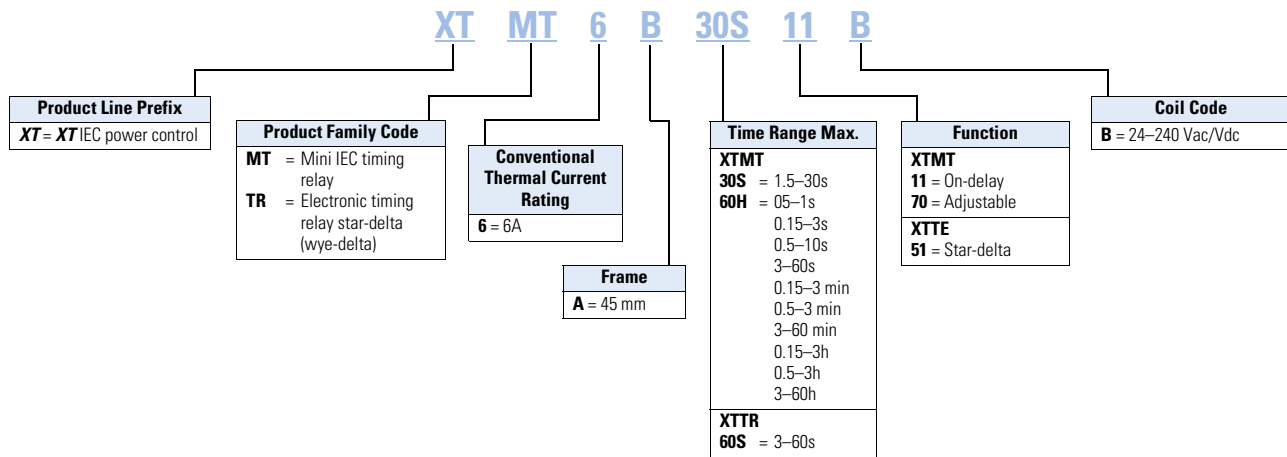 XT MT 6 B 30S 11 B
Product Line Prefix
XT = XT IEC power control
Product Family Code
MT = Mini IEC timing
relay
TR = Electronic timing
relay star-delta
(wye-delta)
Conventional
Thermal Current
Rating
6 = 6A
Frame
A = 45 mm
Time Range Max.
XTMT
30S = 1.5–30s
60H = 05–1s
0.15–3s
0.5–10s
3–60s
0.15–3 min
0.5–3 min
3–60 min
0.15–3h
0.5–3h
3–60h
XTTR
60S = 3–60s
Function
XTMT
11 = On-delay
70 = Adjustable
XTTE
51 = Star-delta
Coil Code
B = 24–240 Vac/Vdc